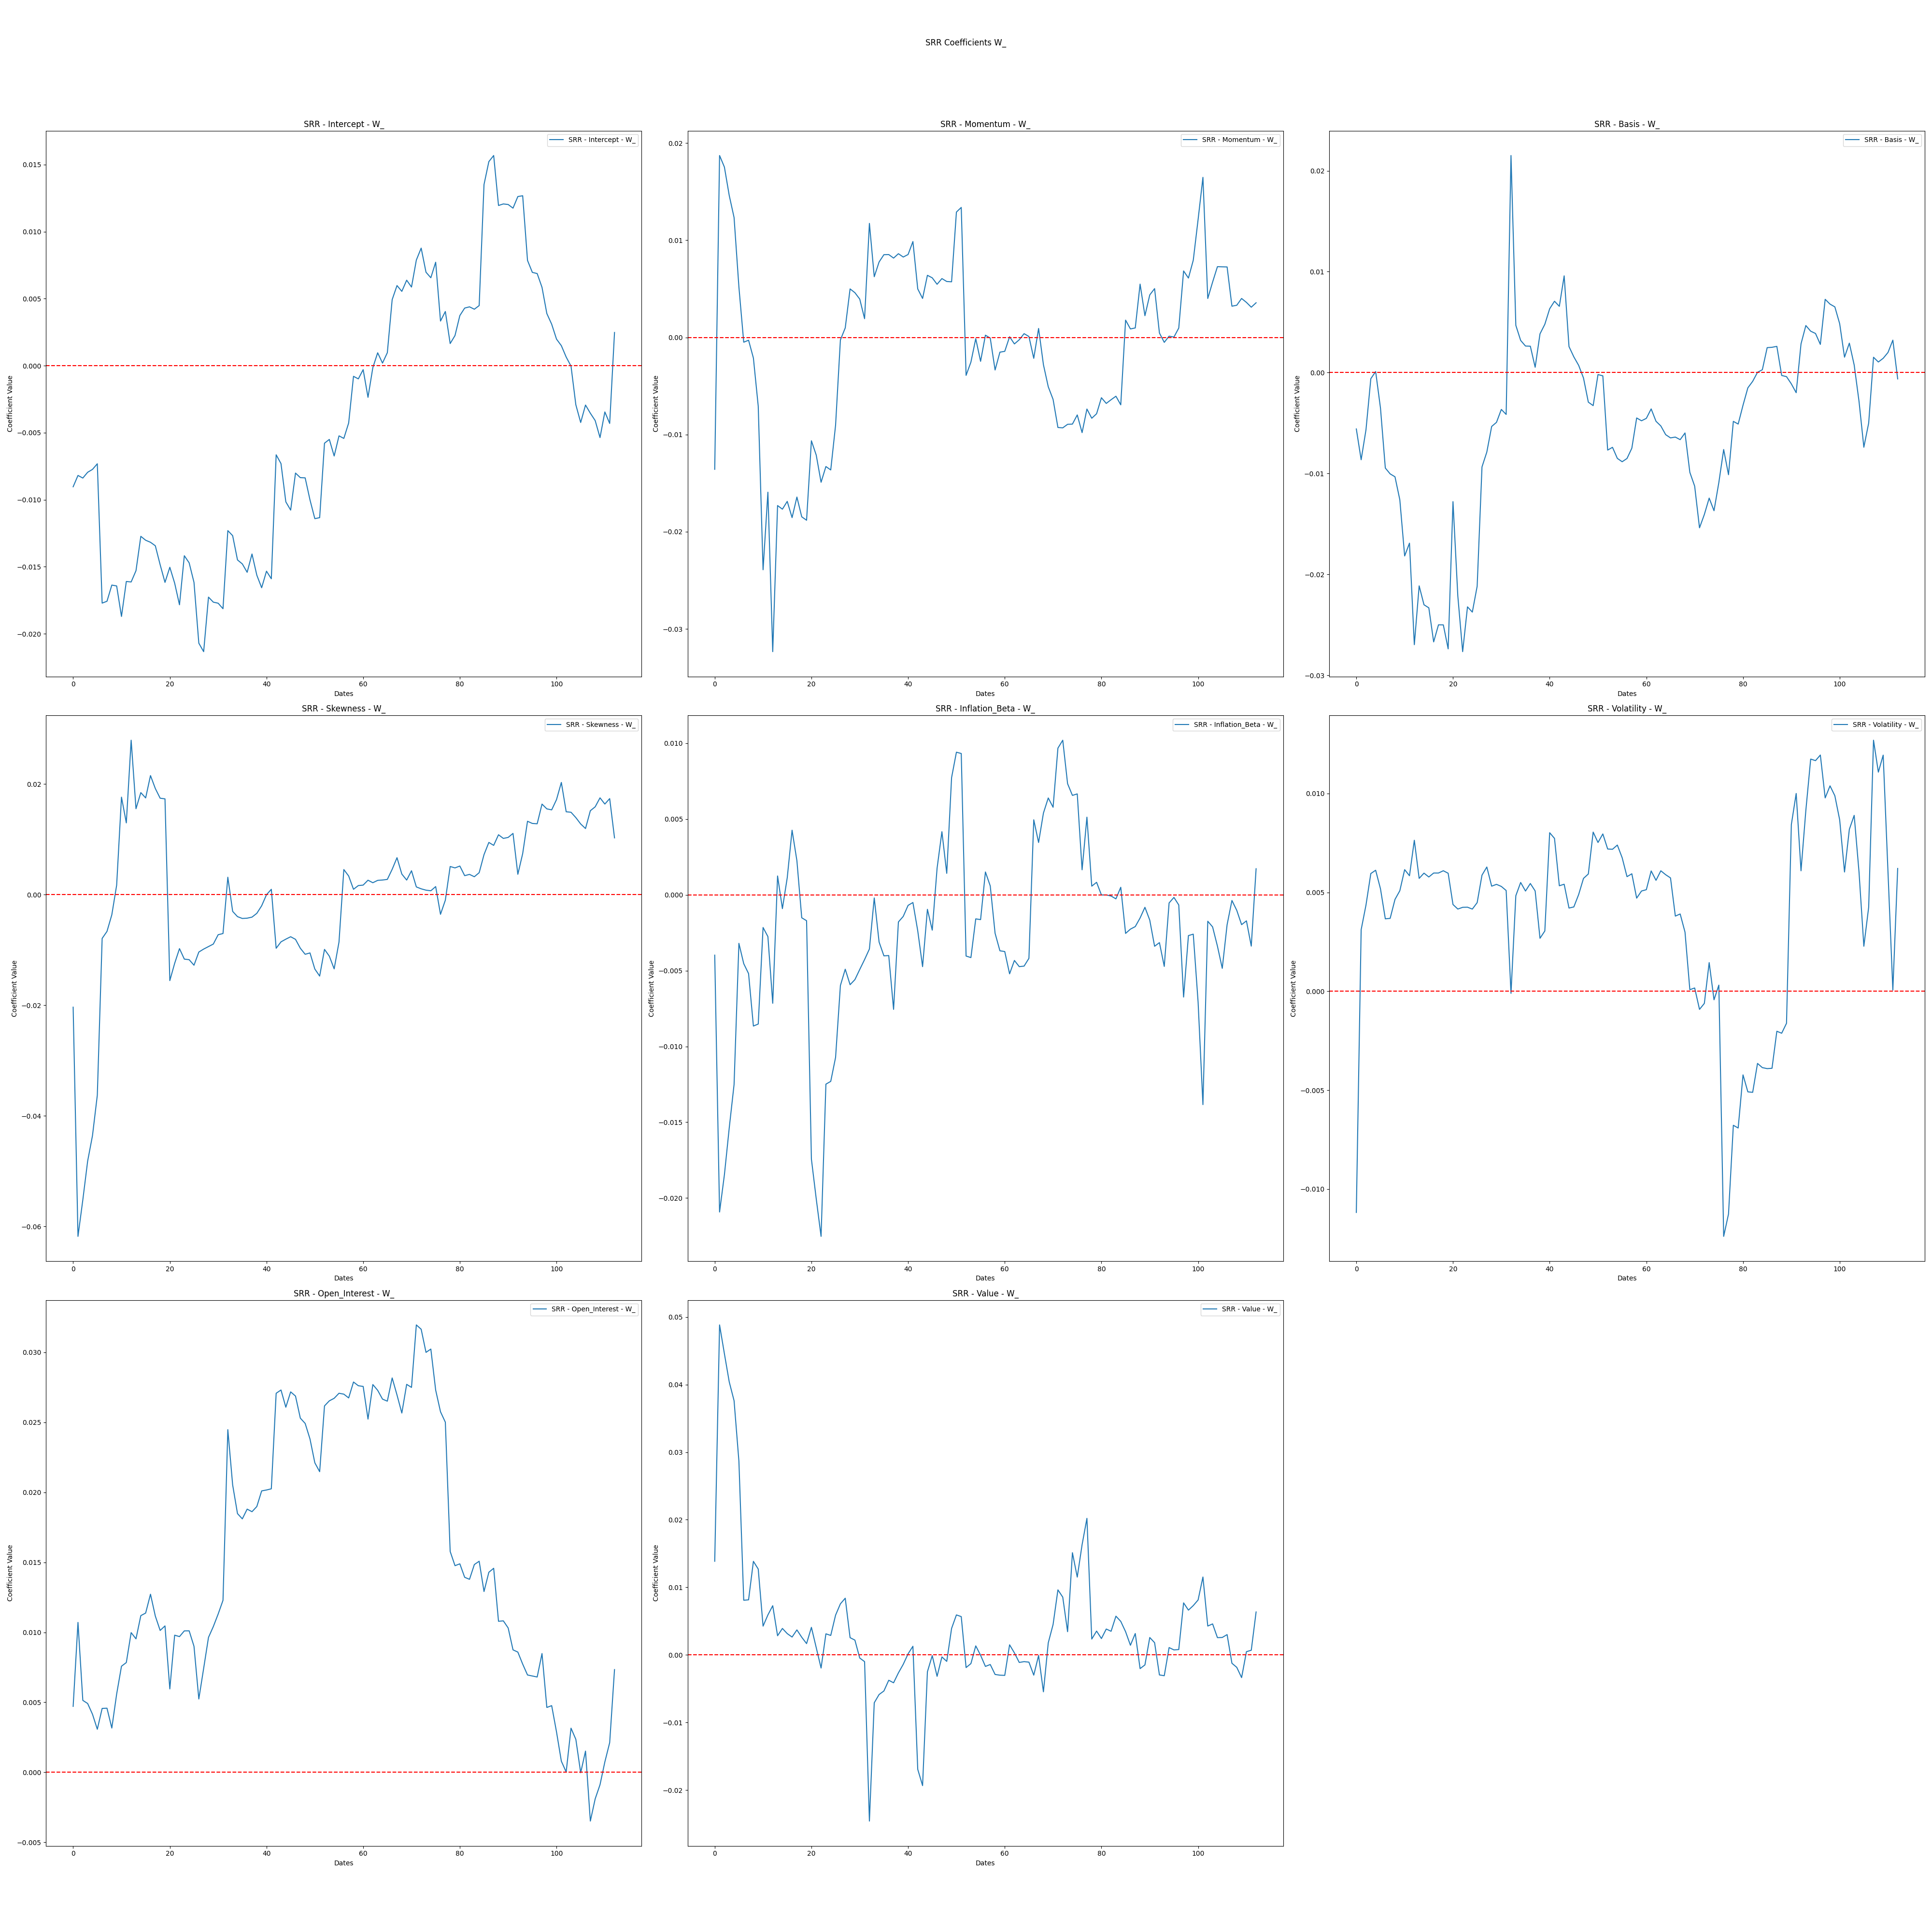 SRR Coefficients W_
SRR - Intercept - W_
SRR - Intercept - W_
0.015
0.010
0.005
0.000
−0.005
−0.010
−0.015
−0.020
Coefficient Value
0 20 40 60 80 100
Dates
SRR - Momentum - W_
SRR - Momentum - W_
0.02
0.01
0.00
−0.01
−0.02
−0.03
Coefficient Value
0 20 40 60 80 100
Dates
SRR - Basis - W_
SRR - Basis - W_
0.02
0.01
0.00
−0.01
−0.02
−0.03
Coefficient Value
0 20 40 60 80 100
Dates
SRR - Skewness - W_
SRR - Skewness - W_
0.02
0.00
−0.02
−0.04
−0.06
Coefficient Value
0 20 40 60 80 100
Dates
SRR - Inflation_Beta - W_
SRR - Inflation_Beta - W_
0.010
0.005
0.000
−0.005
−0.010
−0.015
−0.020
Coefficient Value
0 20 40 60 80 100
Dates
SRR - Volatility - W_
SRR - Volatility - W_
0.010
0.005
0.000
−0.005
−0.010
Coefficient Value
0 20 40 60 80 100
Dates
SRR - Open_Interest - W_
SRR - Open_Interest - W_
0.030
0.025
0.020
0.015
0.010
0.005
0.000
−0.005
Coefficient Value
0 20 40 60 80 100
Dates
SRR - Value - W_
SRR - Value - W_
0.05
0.04
0.03
0.02
0.01
0.00
−0.01
−0.02
Coefficient Value
0 20 40 60 80 100
Dates